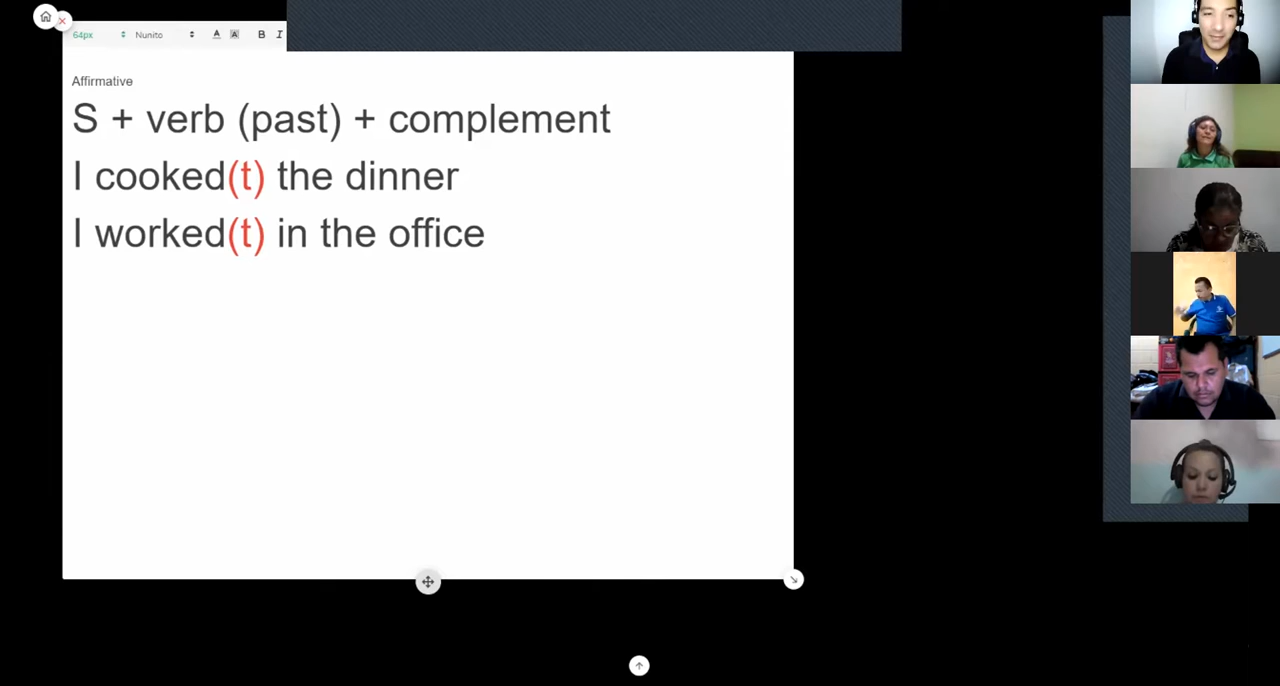 64px Nunito A A B I
Affirmative
S + verb (past) + complement
I cooked(t) the dinner
I worked(t) in the office